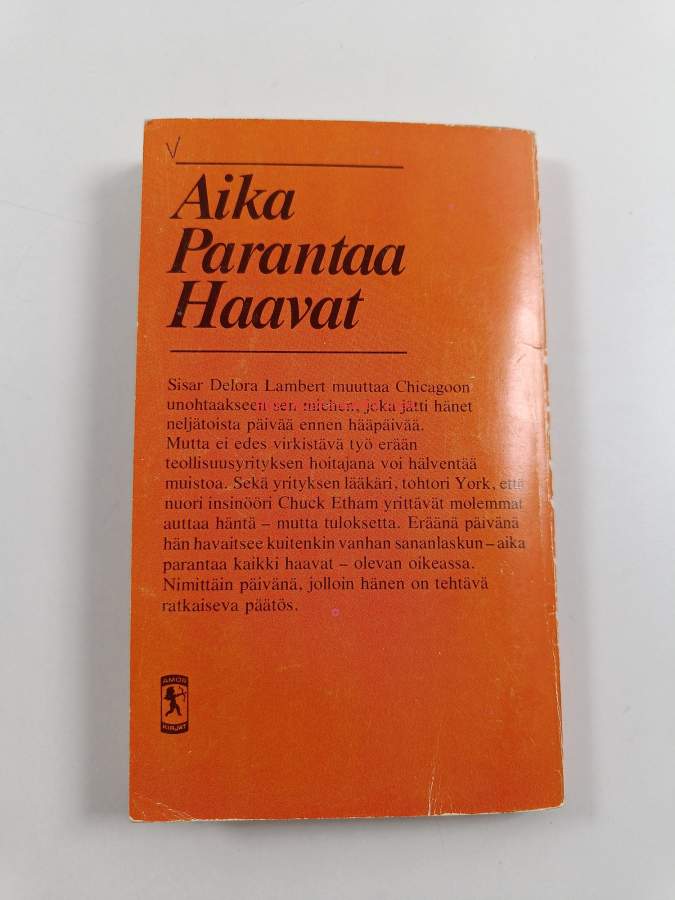 Aika
Parantaa
Haavat
Sisar Delora Lambert muuttaa Chicagoon
unohtaakseen sen miehen, joka jätti hänet
neljätoista päivää ennen hääpäivää.
Mutta ei edes virkistävä työ erään
teollisuusyrityksen hoitajana voi hälventää
muistoa. Sekä yrityksen lääkäri, tohtori York, että
nuori insinööri Chuck Etham yrittävät molemmat
auttaa häntä – mutta tuloksetta. Eräänä päivänä
hän havaitsee kuitenkin vanhan sananlaskun – aika
parantaa kaikki haavat – olevan oikeassa.
Nimittäin päivänä, jolloin hänen on tehtävä
ratkaiseva päätös.
AMOR
KIRJAT